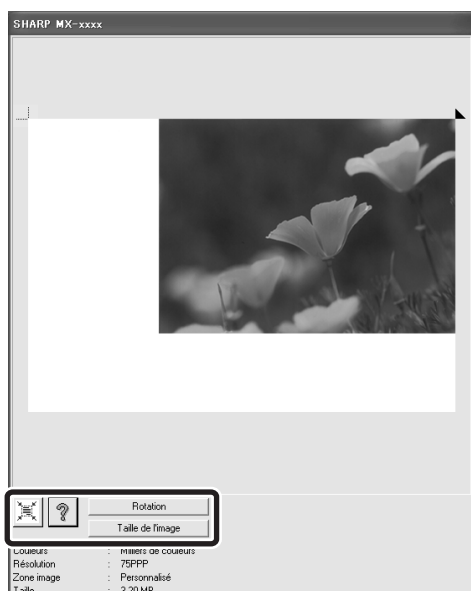 SHARP MX-xxxx
?
Rotation
Taille de l'image
Couleurs : Milliers de couleurs
Résolution : 75PPP
Zone image : Personnalisé
Taille : 3.20 MB